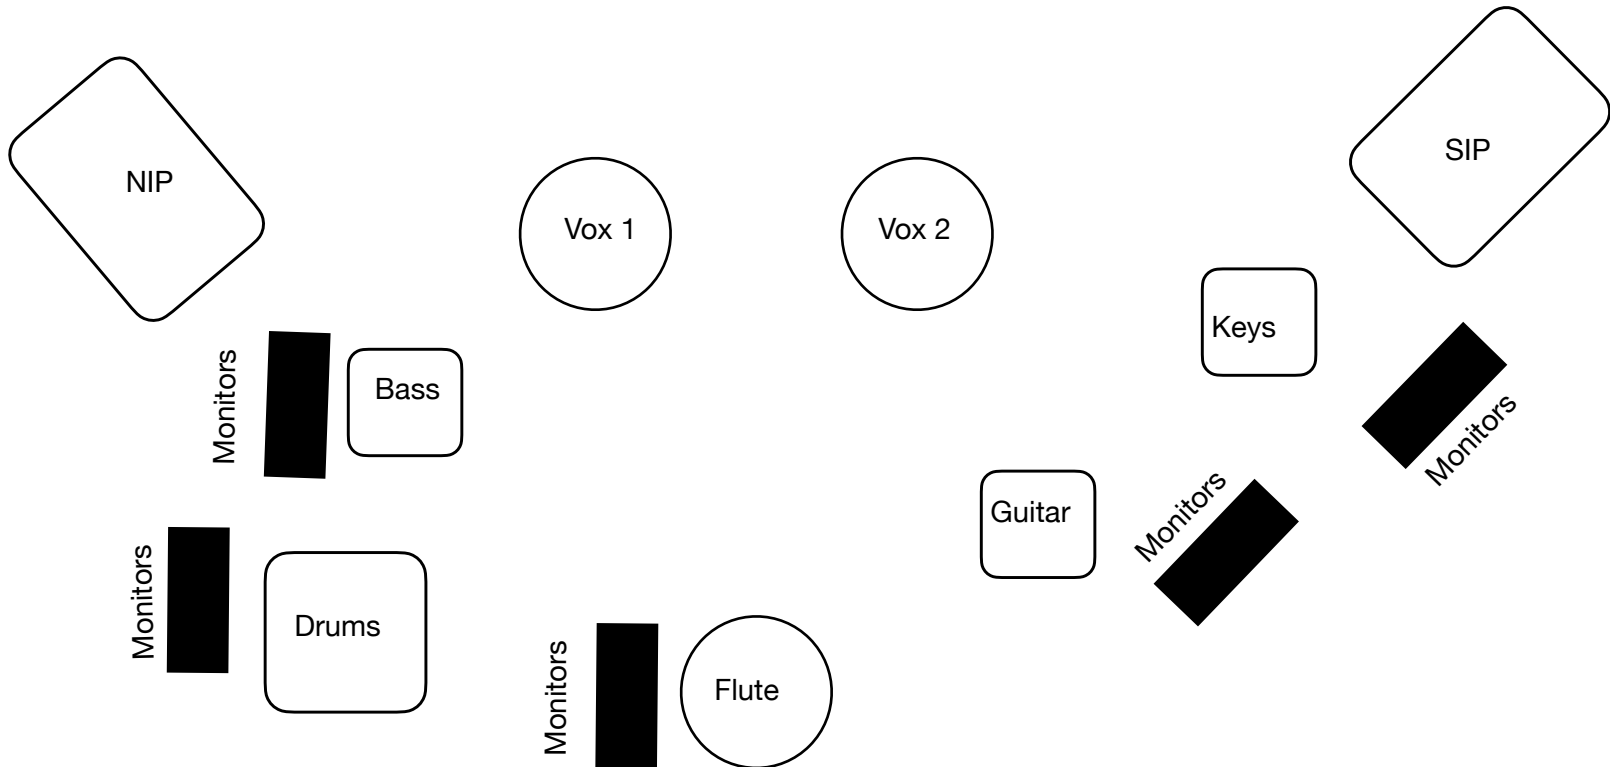 NIP
SIP
Vox 1
Vox 2
Keys
Monitors
Bass
Monitors
Guitar
Monitors
Monitors
Drums
Monitors
Flute